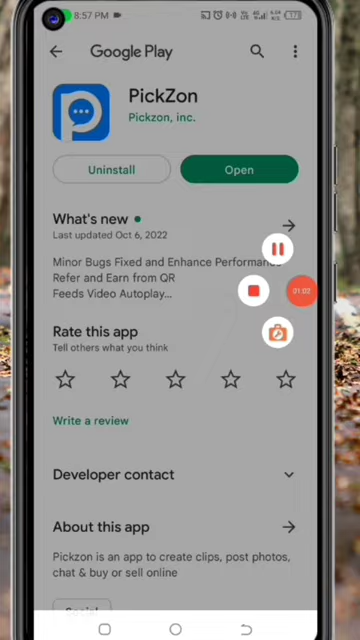 8:57 PM
Google Play
PickZon
Pickzon, inc.
Uninstall
Open
What's new
Last updated Oct 6, 2022
Minor Bugs Fixed and Enhance Performance
Refer and Earn from QR
Feeds Video Autoplay...
01:02
Rate this app
Tell others what you think
Write a review
Developer contact
About this app
Pickzon is an app to create clips, post photos,
chat & buy or sell online
Social